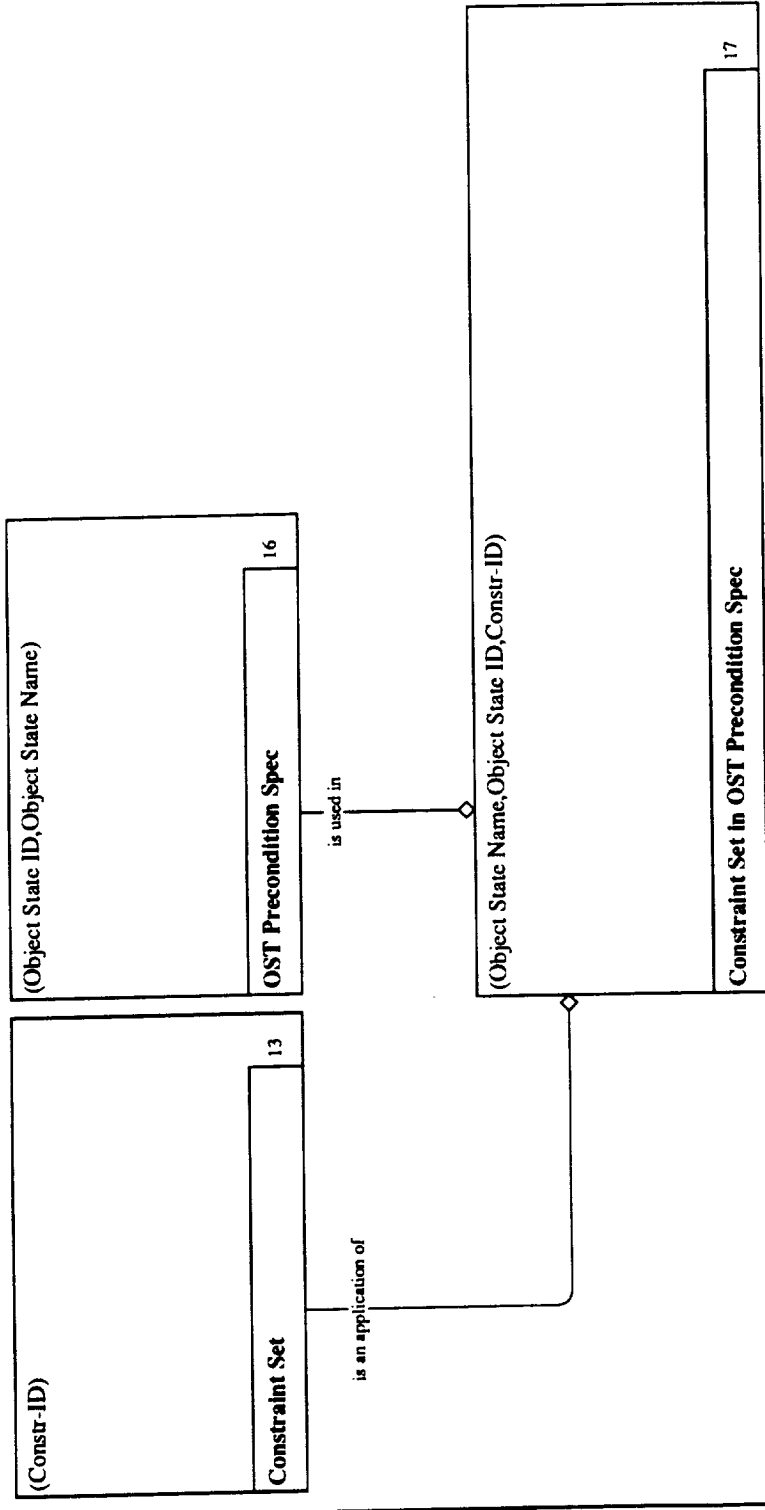 (Constr-ID)
Constraint Set
13
(Object State ID,Object State Name)
OST Precondition Spec
16
is an application of
is used in
(Object State Name,Object State ID,Constr-ID)
Constraint Set in OST Precondition Spec
17